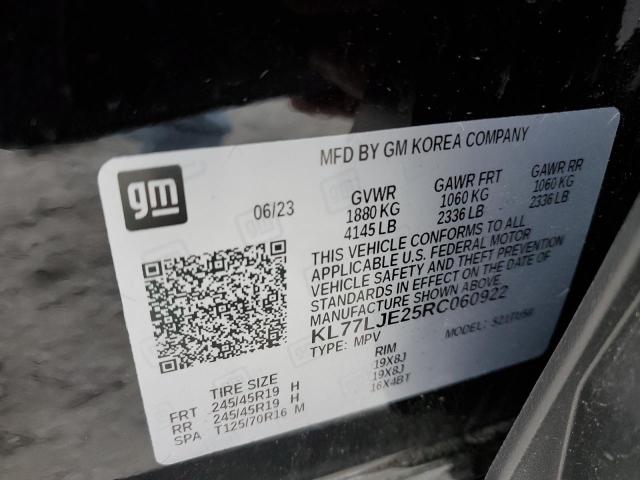 MFD BY GM KOREA COMPANY
gm
06/23
GVWR GAWR FRT GAWR RR
1880 KG 1060 KG 1060 KG
4145 LB 2336 LB 2336 LB
THIS VEHICLE CONFORMS TO ALL
APPLICABLE U.S. FEDERAL MOTOR
VEHICLE SAFETY AND THEFT PREVENTION
STANDARDS IN EFFECT ON THE DATE OF
MANUFACTURE SHOWN ABOVE.
KL77LJE25RC060922
TYPE: MPV MODEL:
TIRE SIZE RIM
FRT 245/45R19 H 19X8J
RR 245/45R19 H 19X8J
SPA T125/70R16 M 16X4BT